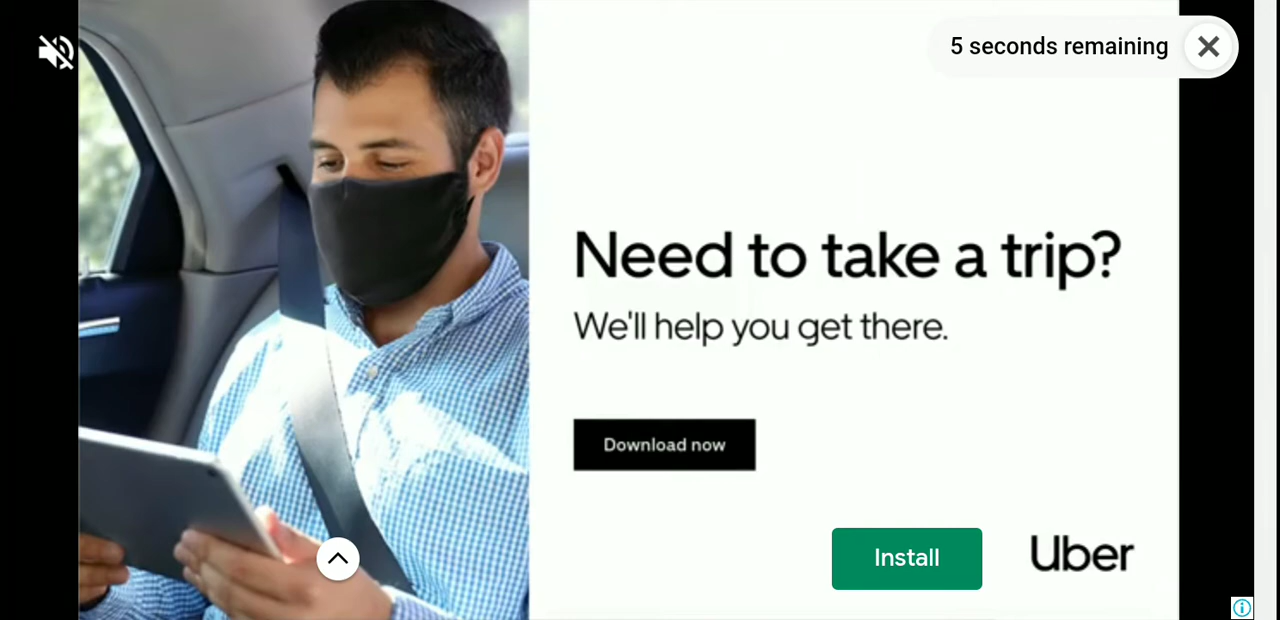 5 seconds remaining
Need to take a trip?
We'll help you get there.
Download now
Install
Uber